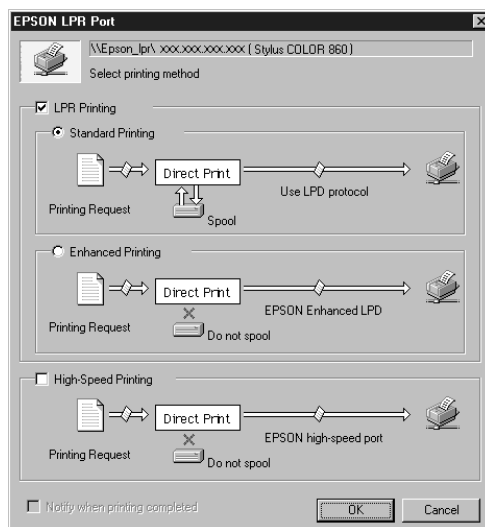 EPSON LPR Port
\\Epson_lpr\ xxx.xxx.xxx.xxx ( Stylus COLOR 860 )
Select printing method
LPR Printing
Standard Printing
Direct Print
Use LPD protocol
Printing Request
Spool
Enhanced Printing
Direct Print
EPSON Enhanced LPD
Printing Request
Do not spool
High-Speed Printing
Direct Print
EPSON high-speed port
Printing Request
Do not spool
Notify when printing completed
OK
Cancel